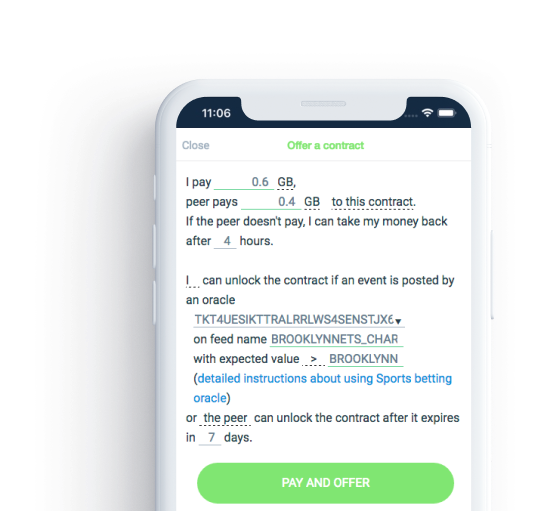 11:06
Close Offer a contract
I pay 0.6 GB,
peer pays 0.4 GB to this contract.
If the peer doesn't pay, I can take my money back
after 4 hours.
I can unlock the contract if an event is posted by
an oracle
TKT4UESIKTTRALRRLWS4SENSTJX6
on feed name BROOKLYNNETS_CHAR
with expected value > BROOKLYNN
(detailed instructions about using Sports betting
oracle)
or the peer can unlock the contract after it expires
in 7 days.
PAY AND OFFER